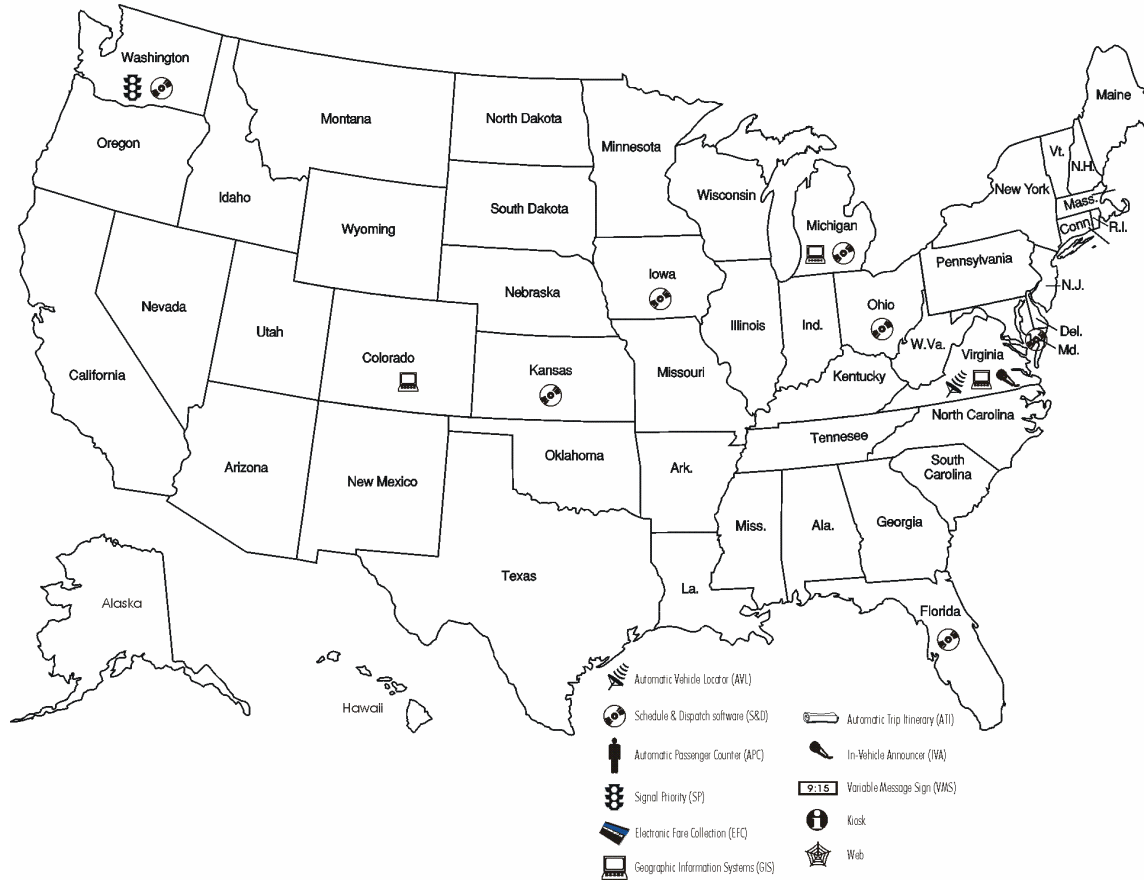 Washington
Montana
North Dakota
Minnesota
Maine
Oregon
Idaho
Vt.
N.H.
New York
Wisconsin
South Dakota
Wyoming
Michigan
Mass.
Conn.
R.I.
Iowa
Pennsylvania
Nebraska
N.J.
Nevada
Ohio
Utah
Illinois
Ind.
Del.
Colorado
W.Va.
Virginia
Md.
California
Kansas
Missouri
Kentucky
North Carolina
Tennesee
Arizona
Oklahoma
Ark.
South
Carolina
New Mexico
Miss.
Ala.
Georgia
Texas
La.
Alaska
Florida
Hawaii
Automatic Vehicle Locator (AVL)
Schedule & Dispatch software (S&D)
Automatic Passenger Counter (APC)
Signal Priority (SP)
Electronic Fare Collection (EFC)
Geographic Information Systems (GIS)
Automatic Trip Itinerary (ATI)
In-Vehicle Announcer (IVA)
9:15 Variable Message Sign (VMS)
i Kiosk
Web